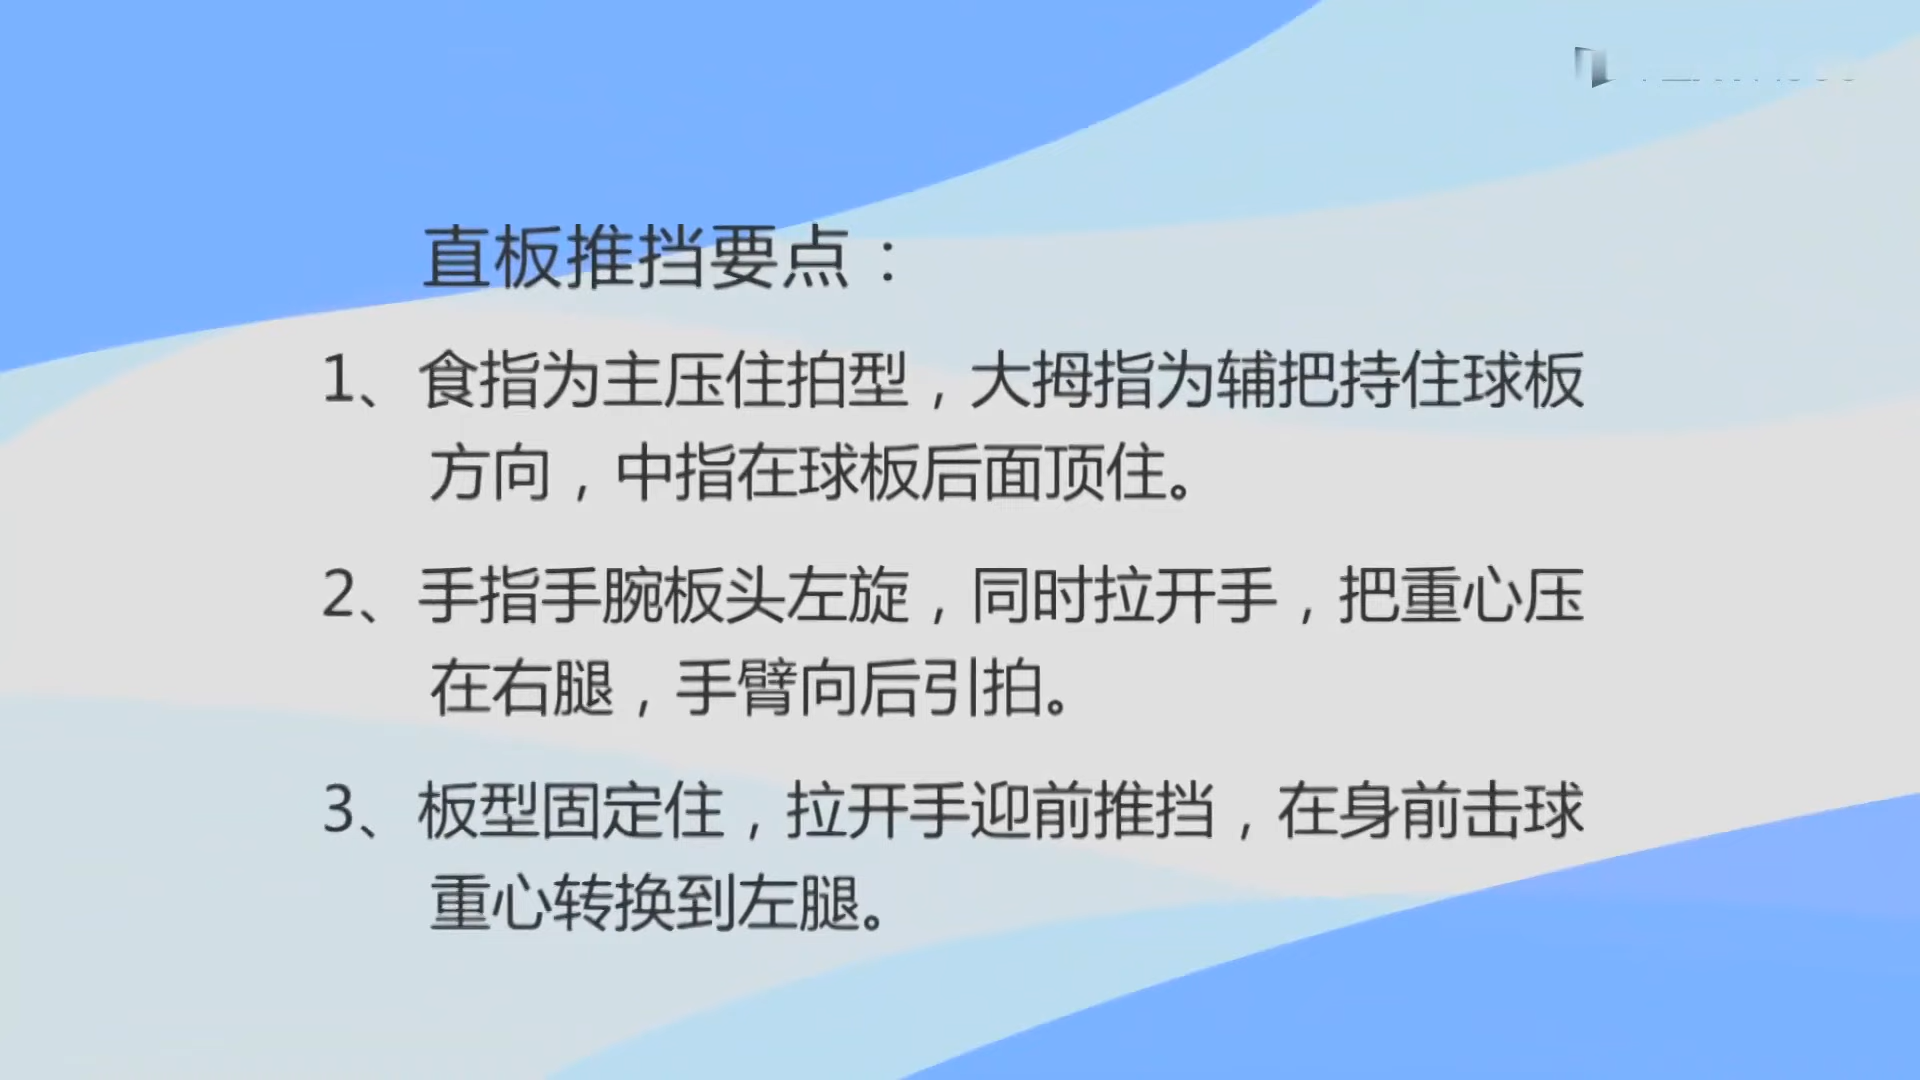 直板推挡要点：
1、食指为主压住拍型，大拇指为辅把持住球板
方向，中指在球板后面顶住。
2、手指手腕板头左旋，同时拉开手，把重心压
在右腿，手臂向后引拍。
3、板型固定住，拉开手迎前推挡，在身前击球
重心转换到左腿。